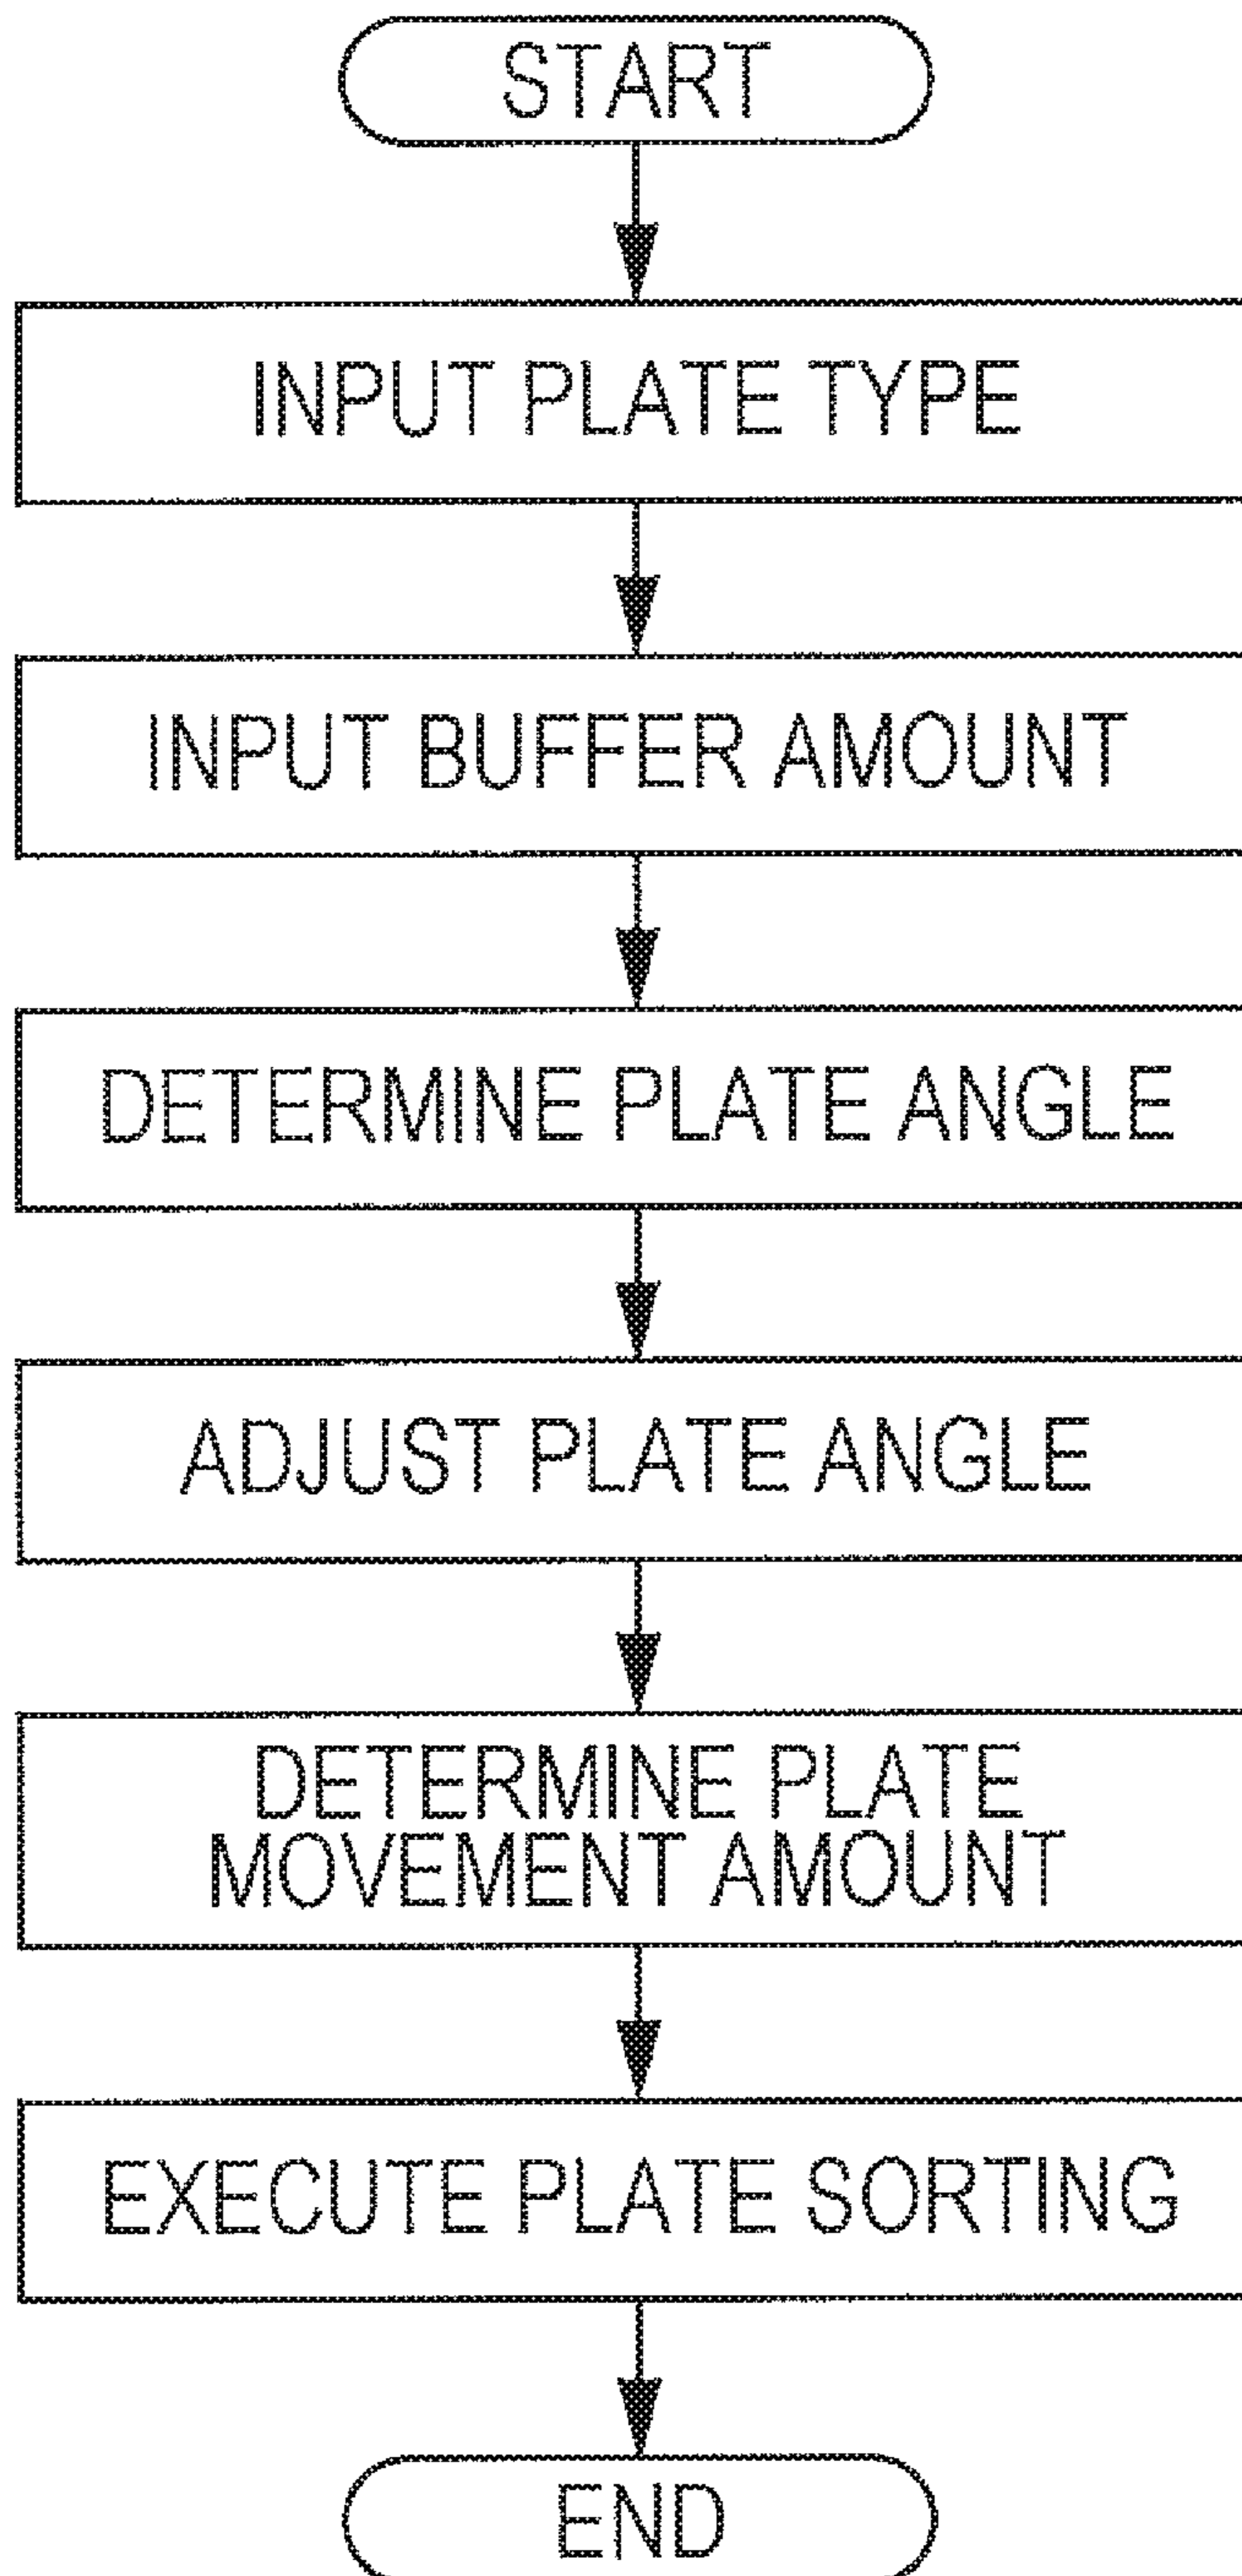 START
INPUT PLATE TYPE
INPUT BUFFER AMOUNT
DETERMINE PLATE ANGLE
ADJUST PLATE ANGLE
DETERMINE PLATE
MOVEMENT AMOUNT
EXECUTE PLATE SORTING
END